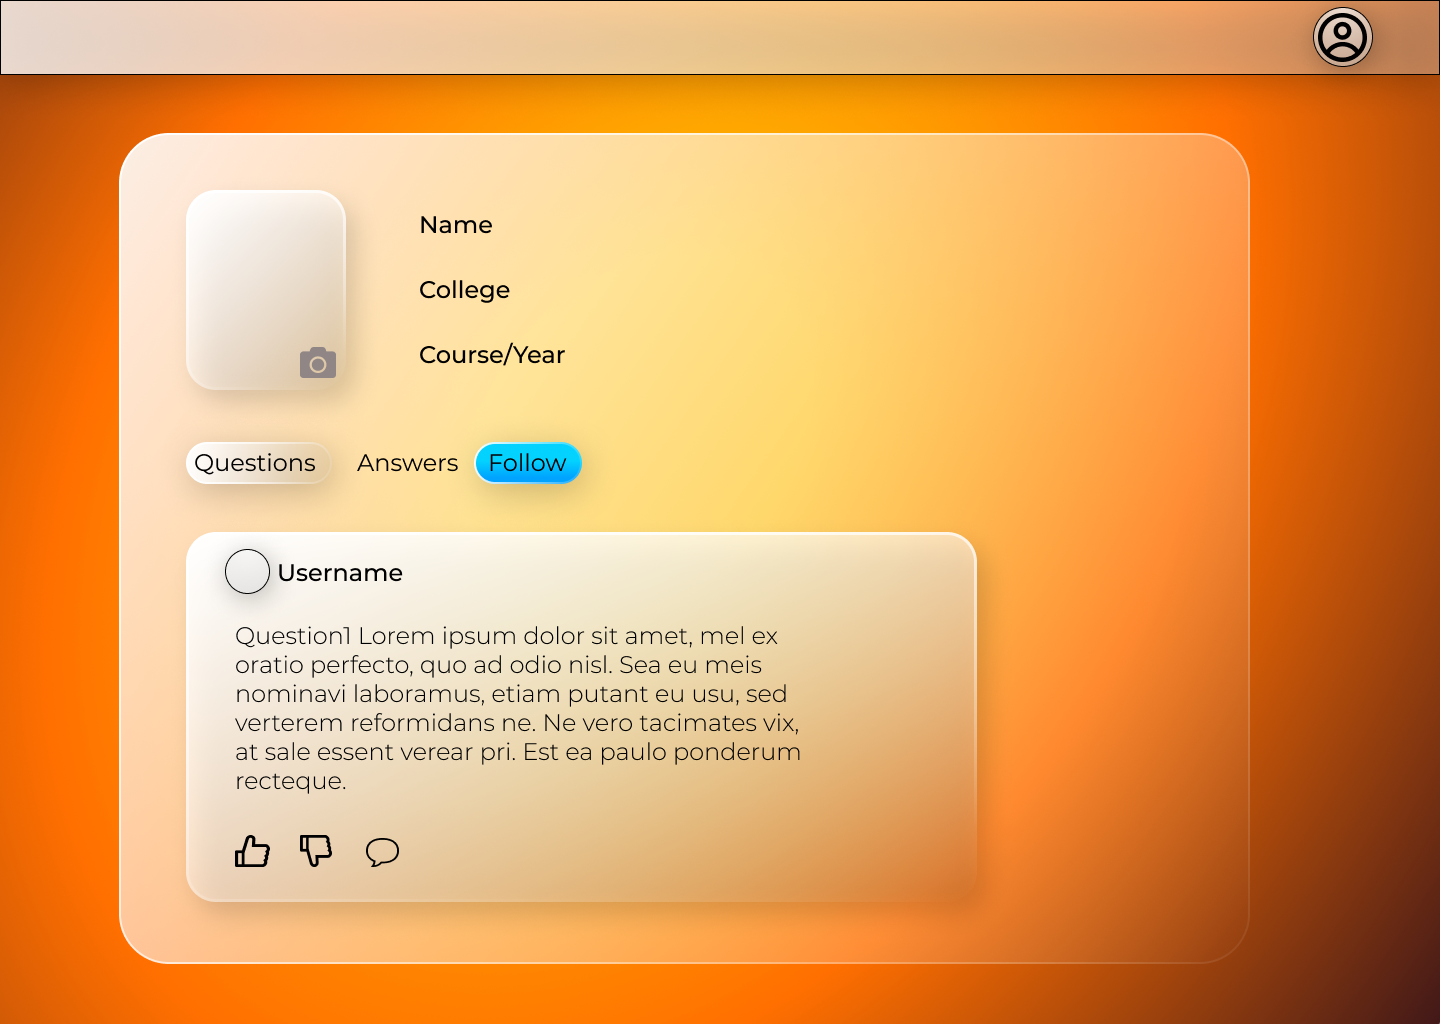 Name
College
Course/Year
Questions Answers Follow
Username
Question1 Lorem ipsum dolor sit amet, mel ex
oratio perfecto, quo ad odio nisl. Sea eu meis
nominavi laboramus, etiam putant eu usu, sed
verterem reformidans ne. Ne vero tacimates vix,
at sale essent verear pri. Est ea paulo ponderum
recteque.